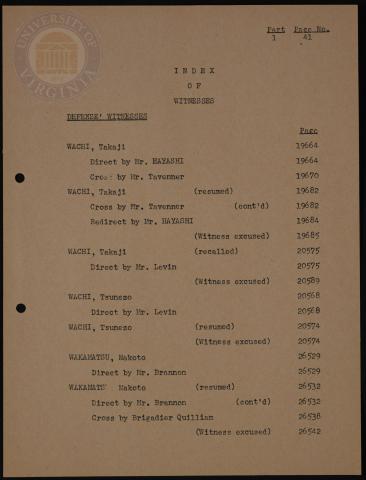 UNIVERSITY OF VIRGINIA
Part Page No.
1 41
I N D E X
O F
WITNESSES
DEFENSE' WITNESSES
Page
WACHI, Takaji 19664
Direct by Mr. HAYASHI 19664
Cross by Mr. Tavenner 19670
WACHI, Takaji (resumed) 19682
Cross by Mr. Tavenner (cont'd) 19682
Redirect by Mr. HAYASHI 19684
(Witness excused) 19685
WACHI, Takaji (recalled) 20575
Direct by Mr. Levin 20575
(Witness excused) 20589
WACHI, Tsunezo 20568
Direct by Mr. Levin 20568
WACHI, Tsunezo (resumed) 20574
(Witness excused) 20574
WAKAMATSU, Makoto 26529
Direct by Mr. Brannon 26529
WAKAMATS Makoto (resumed) 26532
Direct by Mr. Brannon (cont'd) 26532
Cross by Brigadier Quilliam 26538
(Witness excused) 26542